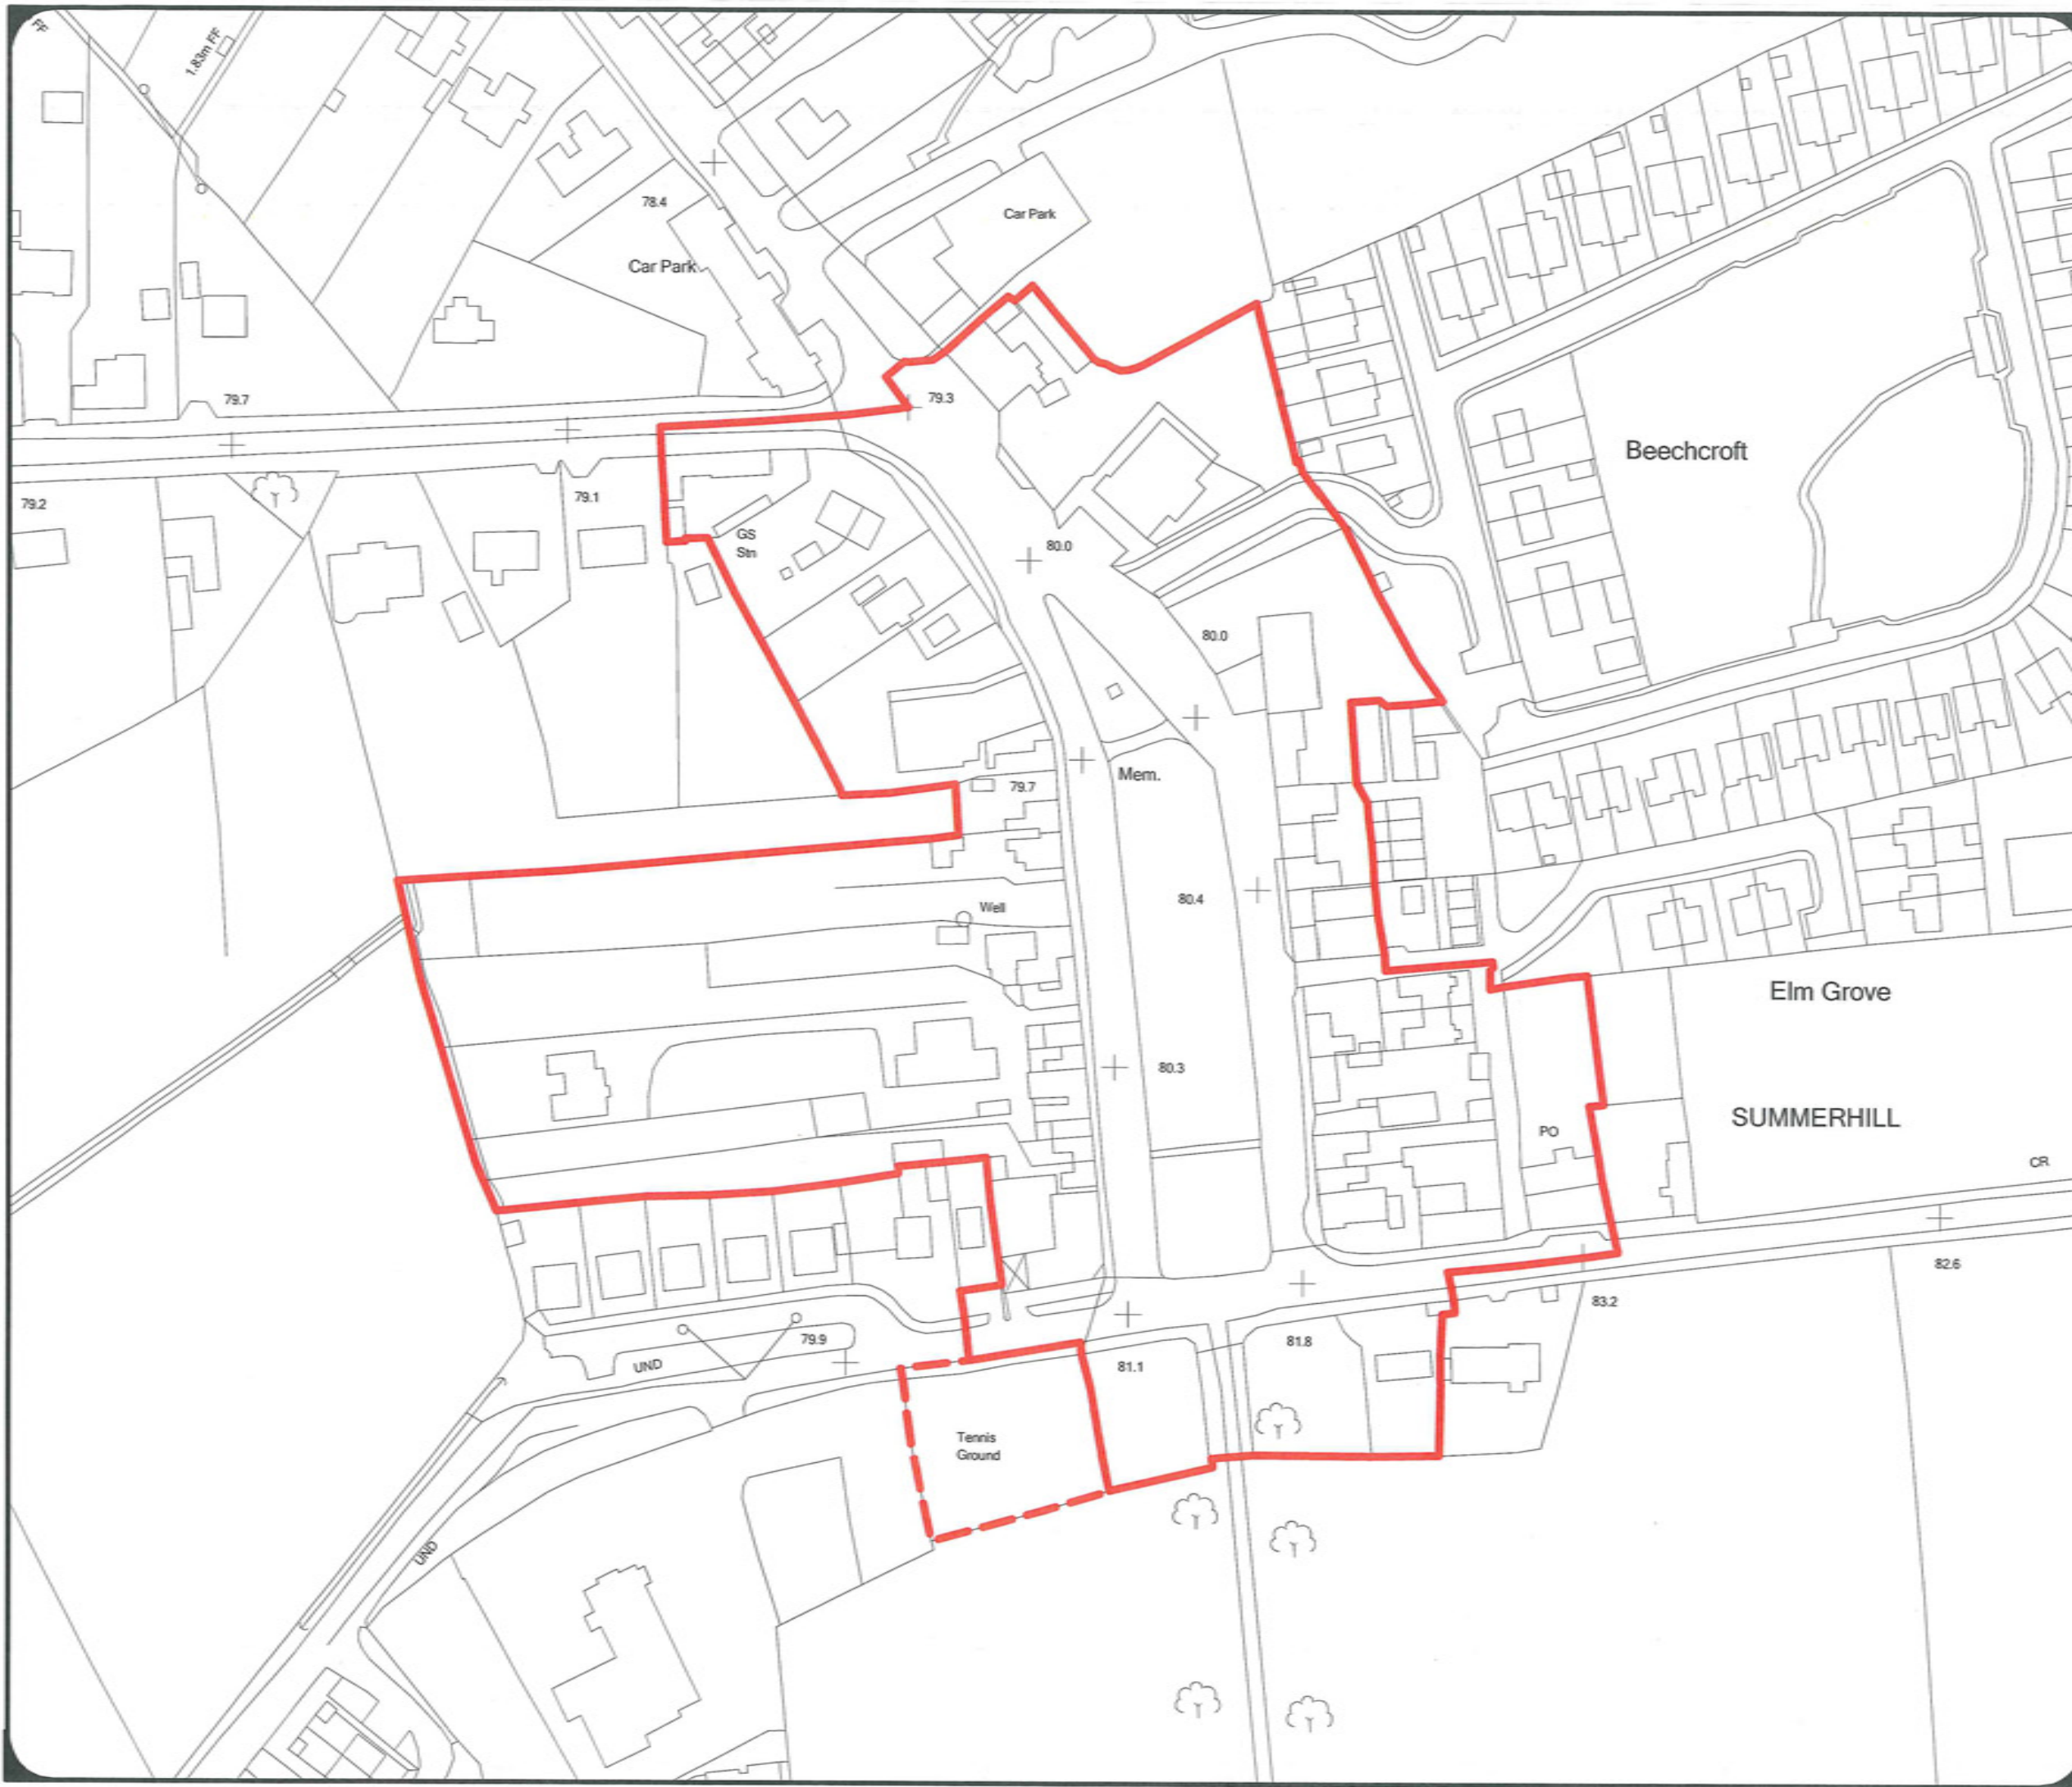 FF
1.83m FF
78.4
Car Park
Car Park
79.7
79.3
Beechcroft
79.2
79.1
GS
Stn
80.0
80.0
Mem.
79.7
80.4
Well
Elm Grove
80.3
SUMMERHILL
PO
CR
82.6
83.2
79.9
81.8
UND
81.1
Tennis
Ground
UND